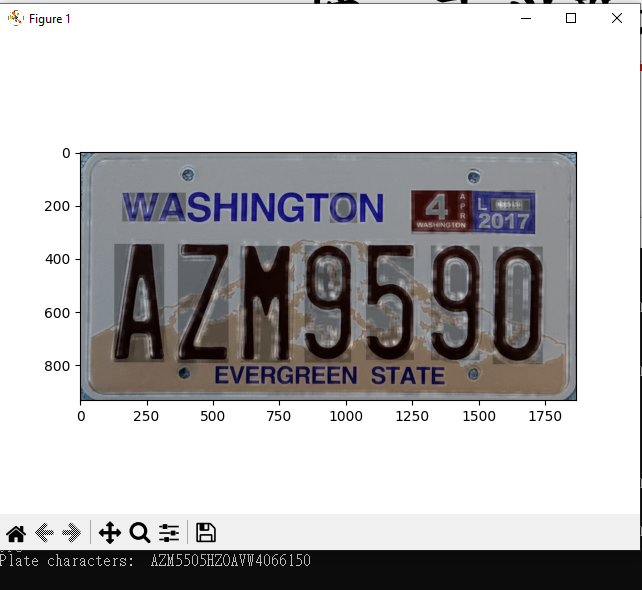 Figure 1
0
200
400
600
800
WASHINGTON
4 APR WASHINGTON
L 2017
AZM9590
EVERGREEN STATE
0 250 500 750 1000 1250 1500 1750
Plate characters: AZM5505HZOAVW4066150